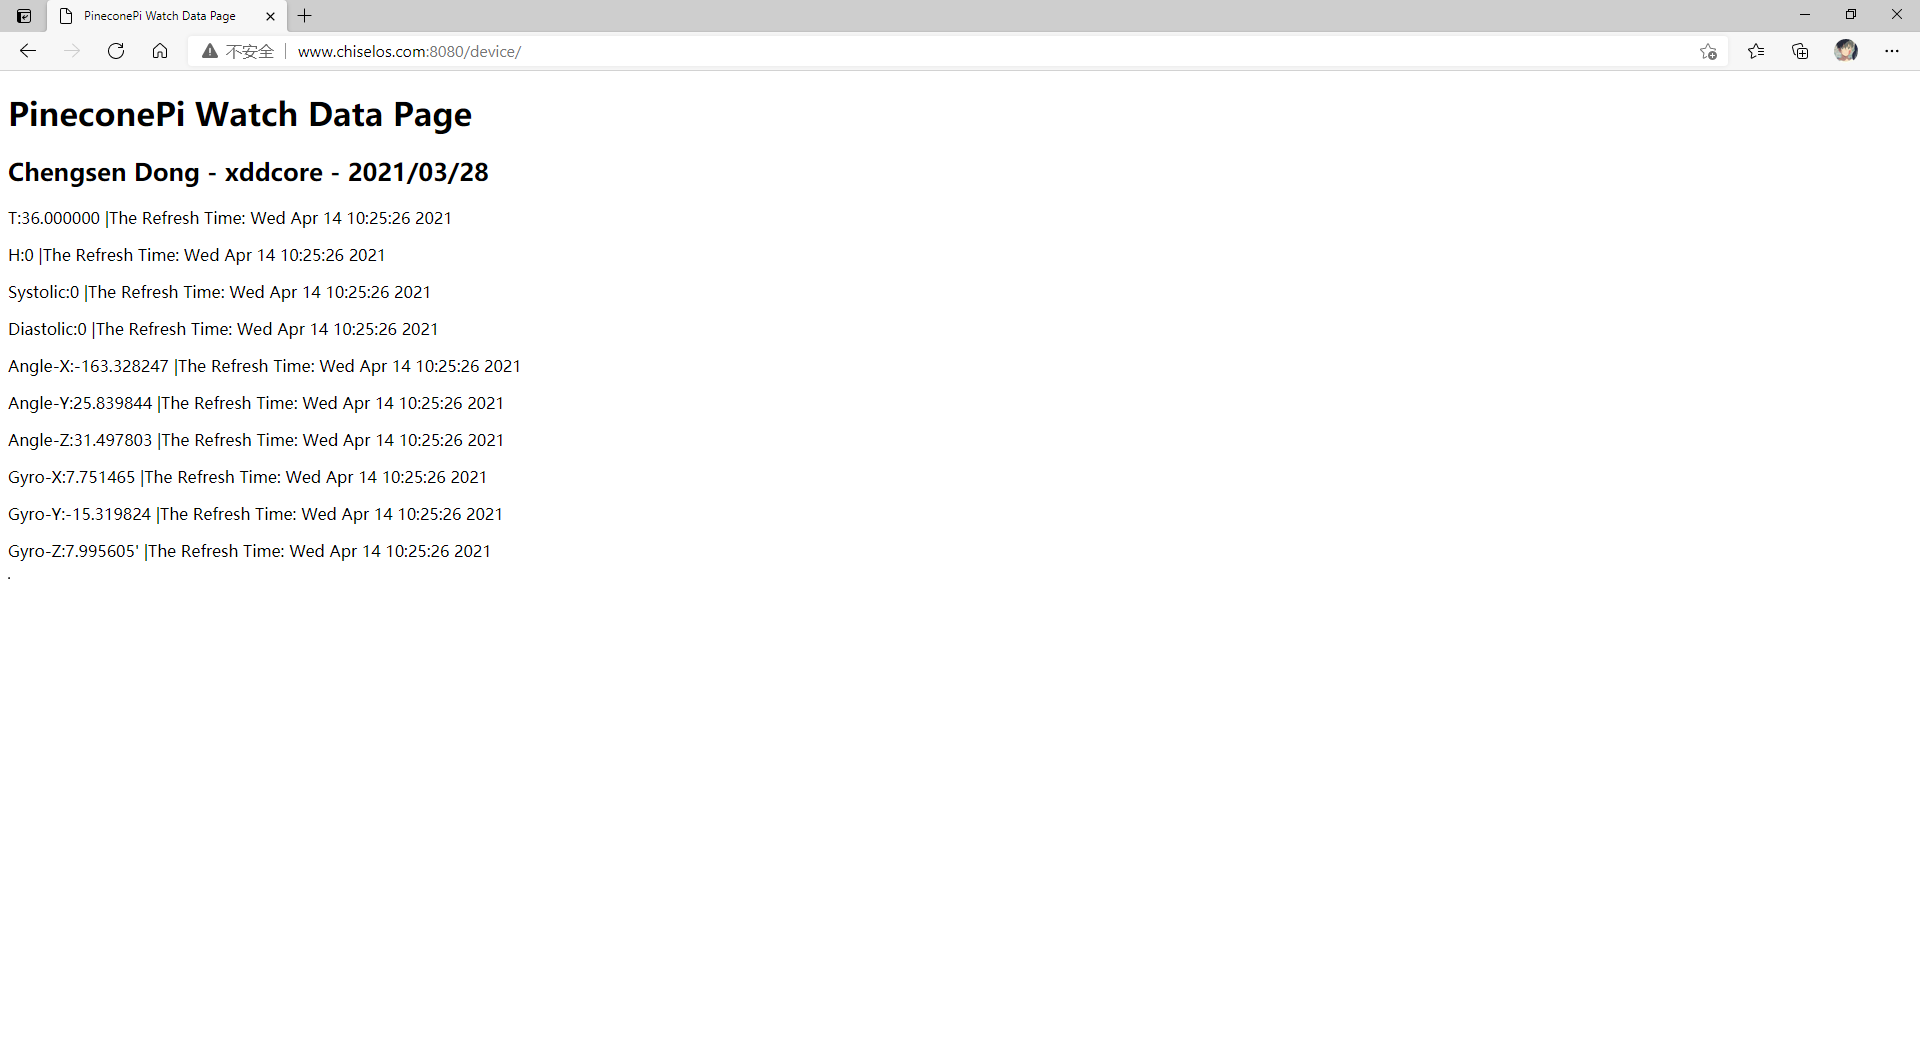 PineconePi Watch Data Page
不安全 | www.chiselos.com:8080/device/
PineconePi Watch Data Page
Chengsen Dong - xddcore - 2021/03/28
T:36.000000 |The Refresh Time: Wed Apr 14 10:25:26 2021
H:0 |The Refresh Time: Wed Apr 14 10:25:26 2021
Systolic:0 |The Refresh Time: Wed Apr 14 10:25:26 2021
Diastolic:0 |The Refresh Time: Wed Apr 14 10:25:26 2021
Angle-X:-163.328247 |The Refresh Time: Wed Apr 14 10:25:26 2021
Angle-Y:25.839844 |The Refresh Time: Wed Apr 14 10:25:26 2021
Angle-Z:31.497803 |The Refresh Time: Wed Apr 14 10:25:26 2021
Gyro-X:7.751465 |The Refresh Time: Wed Apr 14 10:25:26 2021
Gyro-Y:-15.319824 |The Refresh Time: Wed Apr 14 10:25:26 2021
Gyro-Z:7.995605' |The Refresh Time: Wed Apr 14 10:25:26 2021
.